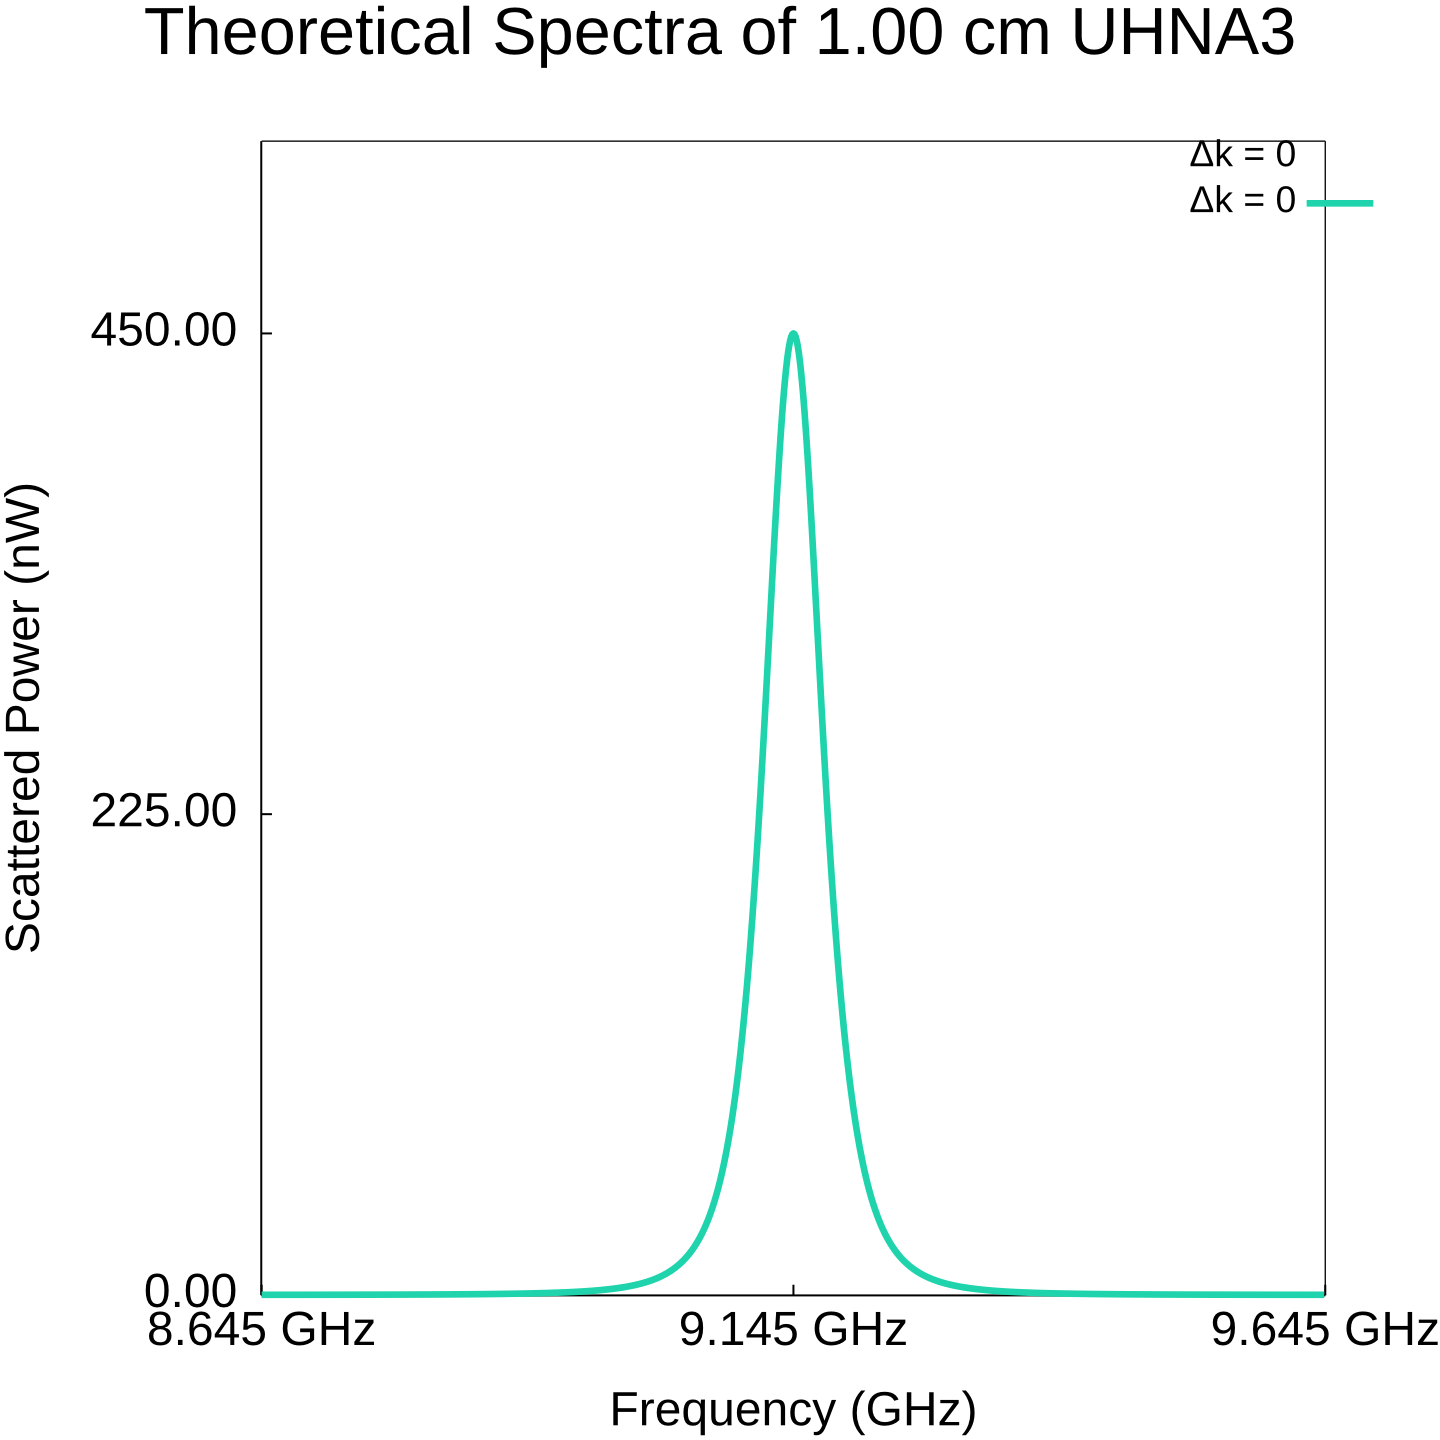 Theoretical Spectra of 1.00 cm UHNA3
Δk = 0
Δk = 0
450.00
225.00
0.00
Scattered Power (nW)
8.645 GHz
9.145 GHz
9.645 GHz
Frequency (GHz)